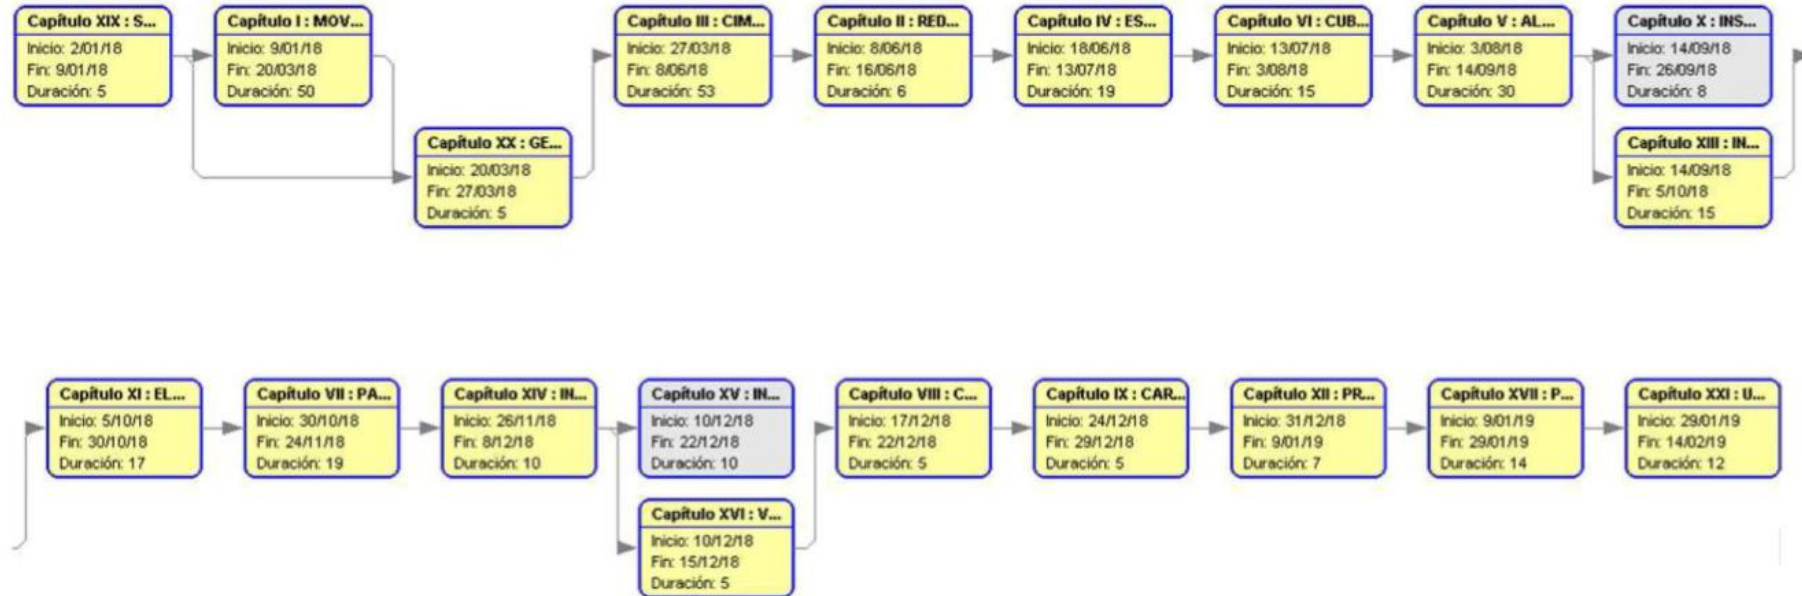 Capítulo XIX : S...
Inicio: 2/01/18
Fin: 9/01/18
Duración: 5
Capítulo I : MOV...
Inicio: 9/01/18
Fin: 20/03/18
Duración: 50
Capítulo XX : GE...
Inicio: 20/03/18
Fin: 27/03/18
Duración: 5
Capítulo III : CIM...
Inicio: 27/03/18
Fin: 8/06/18
Duración: 53
Capítulo II : RED...
Inicio: 8/06/18
Fin: 16/06/18
Duración: 6
Capítulo IV : ES...
Inicio: 18/06/18
Fin: 13/07/18
Duración: 19
Capítulo VI : CUB...
Inicio: 13/07/18
Fin: 3/08/18
Duración: 15
Capítulo V : AL...
Inicio: 3/08/18
Fin: 14/09/18
Duración: 30
Capítulo X : INS...
Inicio: 14/09/18
Fin: 26/09/18
Duración: 8
Capítulo XIII : IN...
Inicio: 14/09/18
Fin: 5/10/18
Duración: 15
Capítulo XI : EL...
Inicio: 5/10/18
Fin: 30/10/18
Duración: 17
Capítulo VII : PA...
Inicio: 30/10/18
Fin: 24/11/18
Duración: 19
Capítulo XIV : IN...
Inicio: 26/11/18
Fin: 8/12/18
Duración: 10
Capítulo XV : IN...
Inicio: 10/12/18
Fin: 22/12/18
Duración: 10
Capítulo XVI : V...
Inicio: 10/12/18
Fin: 15/12/18
Duración: 5
Capítulo VIII : C...
Inicio: 17/12/18
Fin: 22/12/18
Duración: 5
Capítulo IX : CAR...
Inicio: 24/12/18
Fin: 29/12/18
Duración: 5
Capítulo XII : PR...
Inicio: 31/12/18
Fin: 9/01/19
Duración: 7
Capítulo XVII : P...
Inicio: 9/01/19
Fin: 29/01/19
Duración: 14
Capítulo XXI : U...
Inicio: 29/01/19
Fin: 14/02/19
Duración: 12